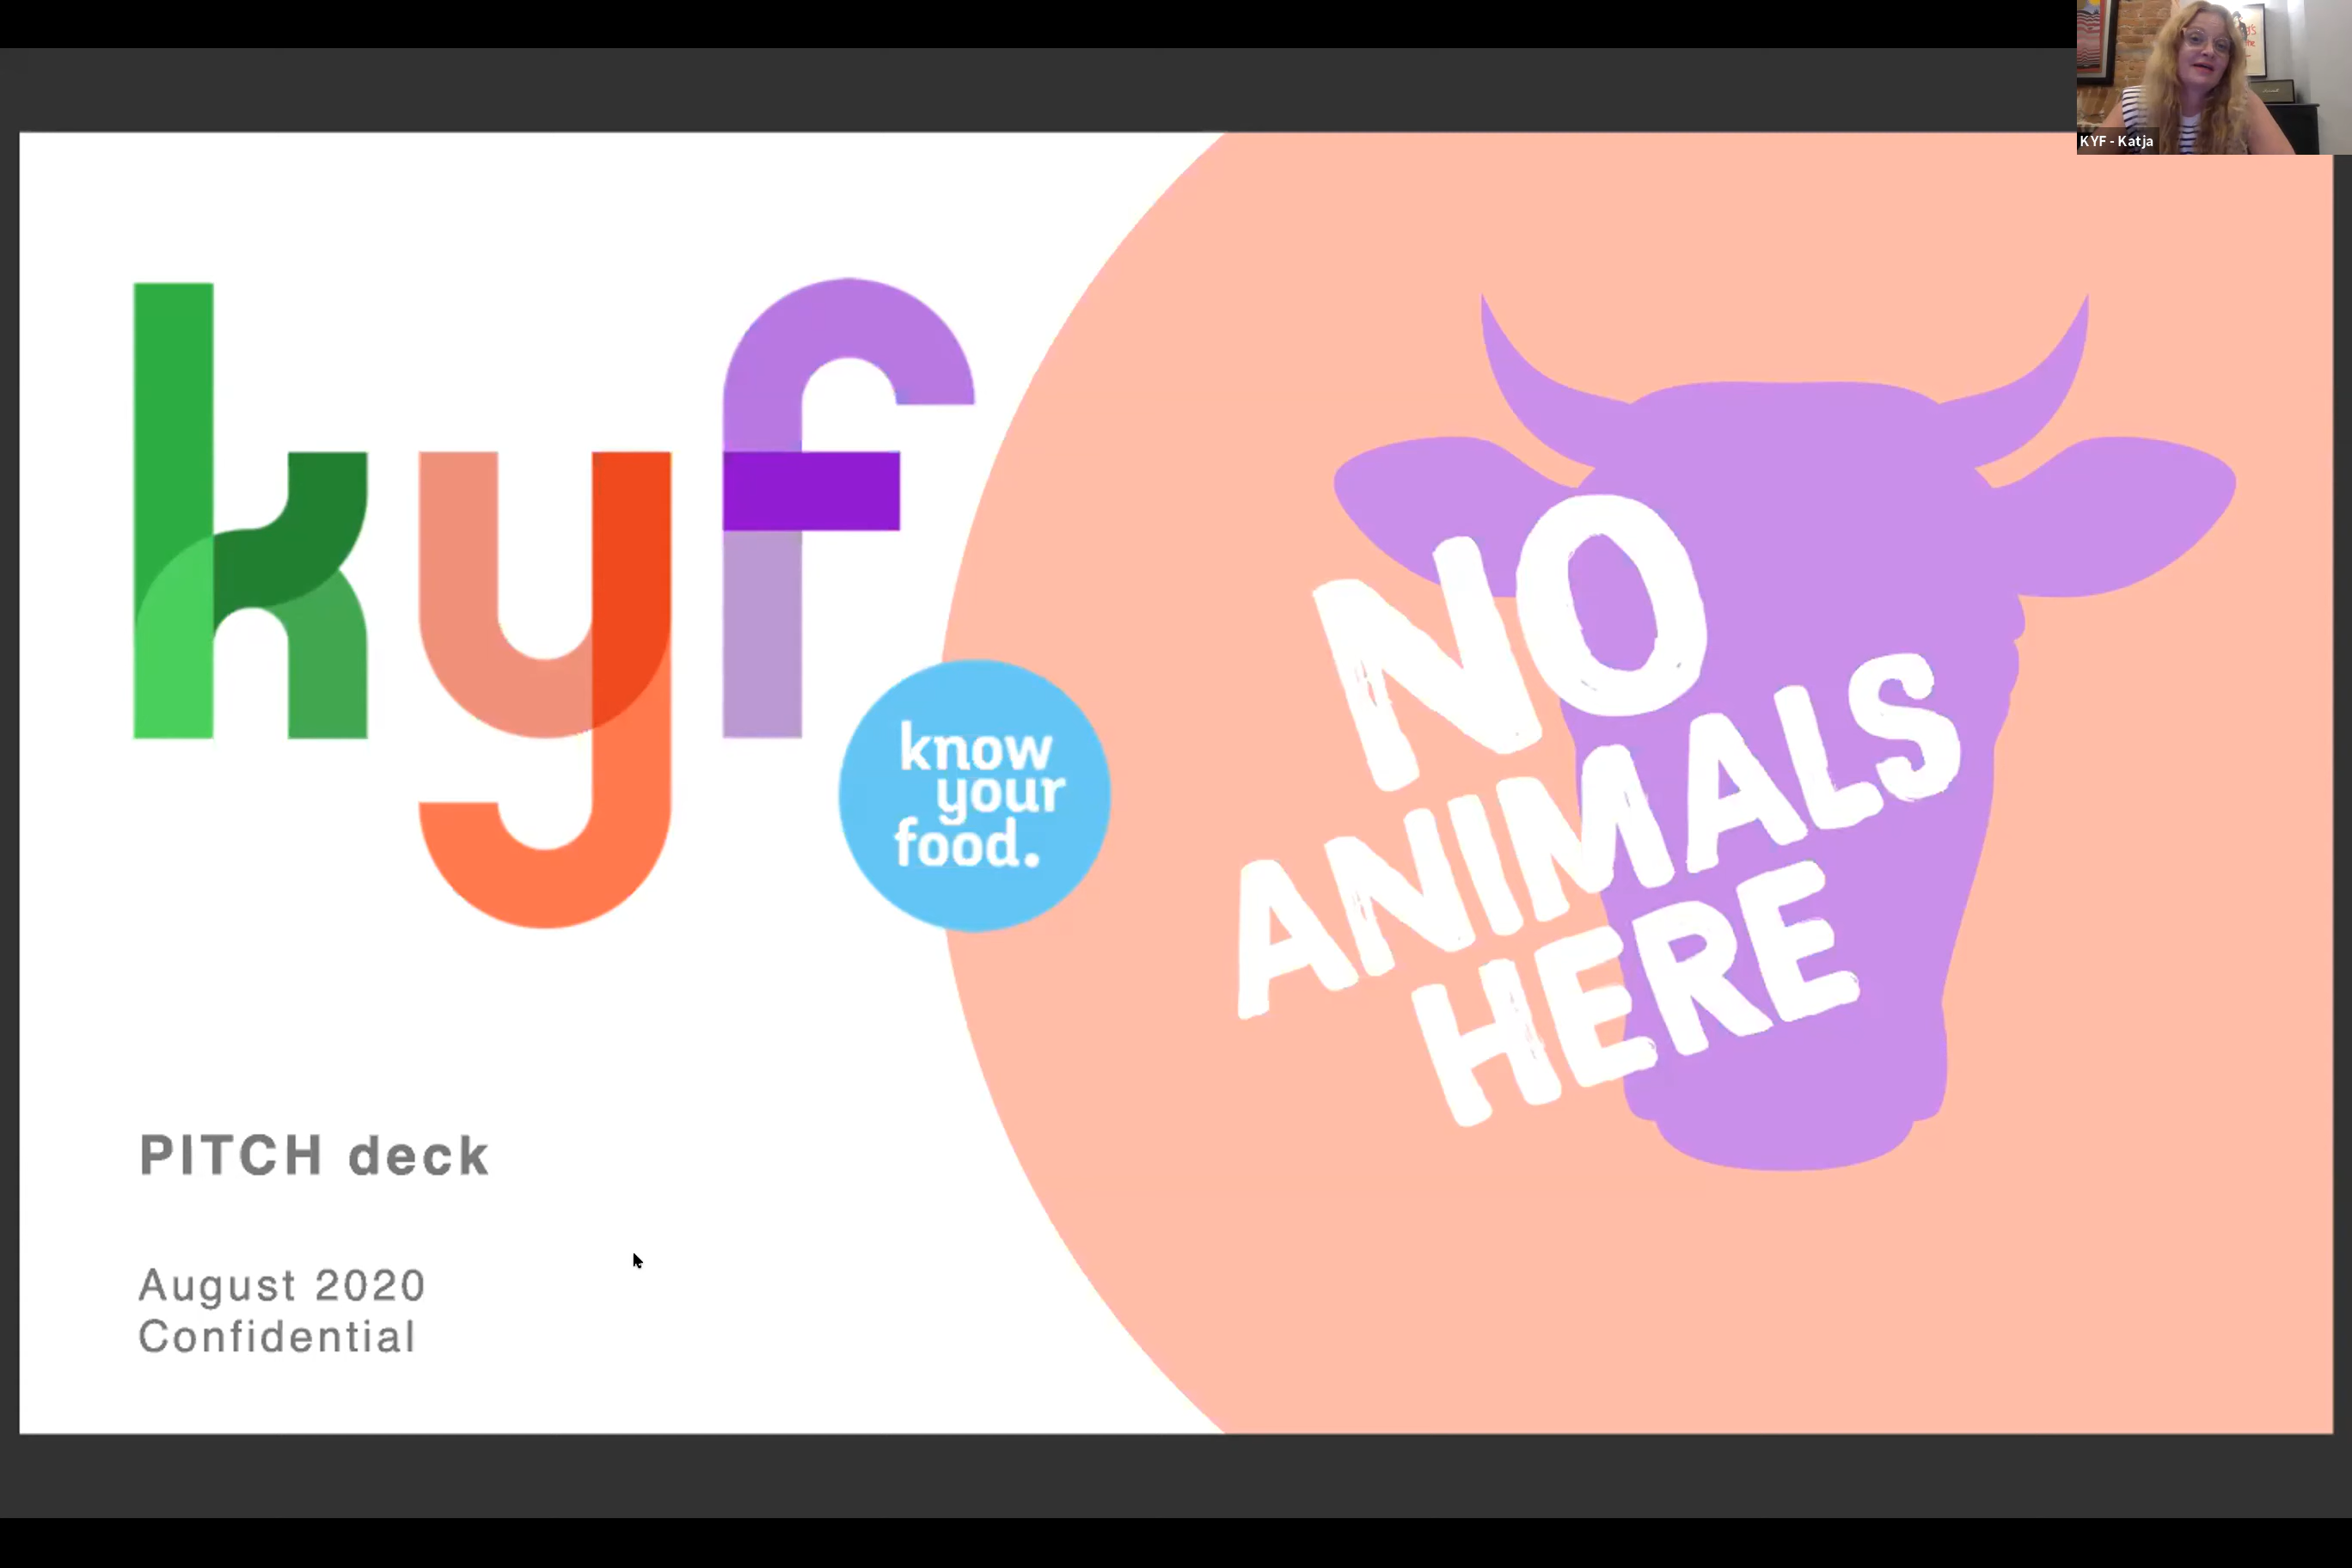 KYF - Katja
kyf
know
your
food.
NO
ANIMALS
HERE
PITCH deck
August 2020
Confidential